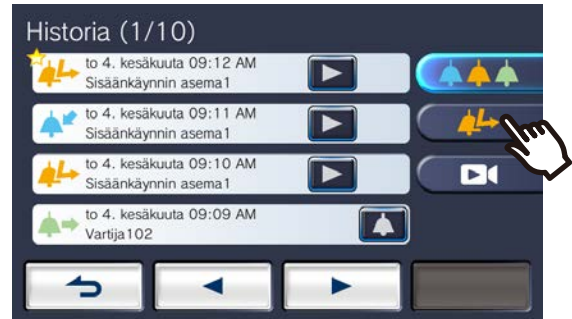 Historia (1/10)
to 4. kesäkuuta 09:12 AM
Sisäänkäynnin asema1
to 4. kesäkuuta 09:11 AM
Sisäänkäynnin asema1
to 4. kesäkuuta 09:10 AM
Sisäänkäynnin asema1
to 4. kesäkuuta 09:09 AM
Vartija102